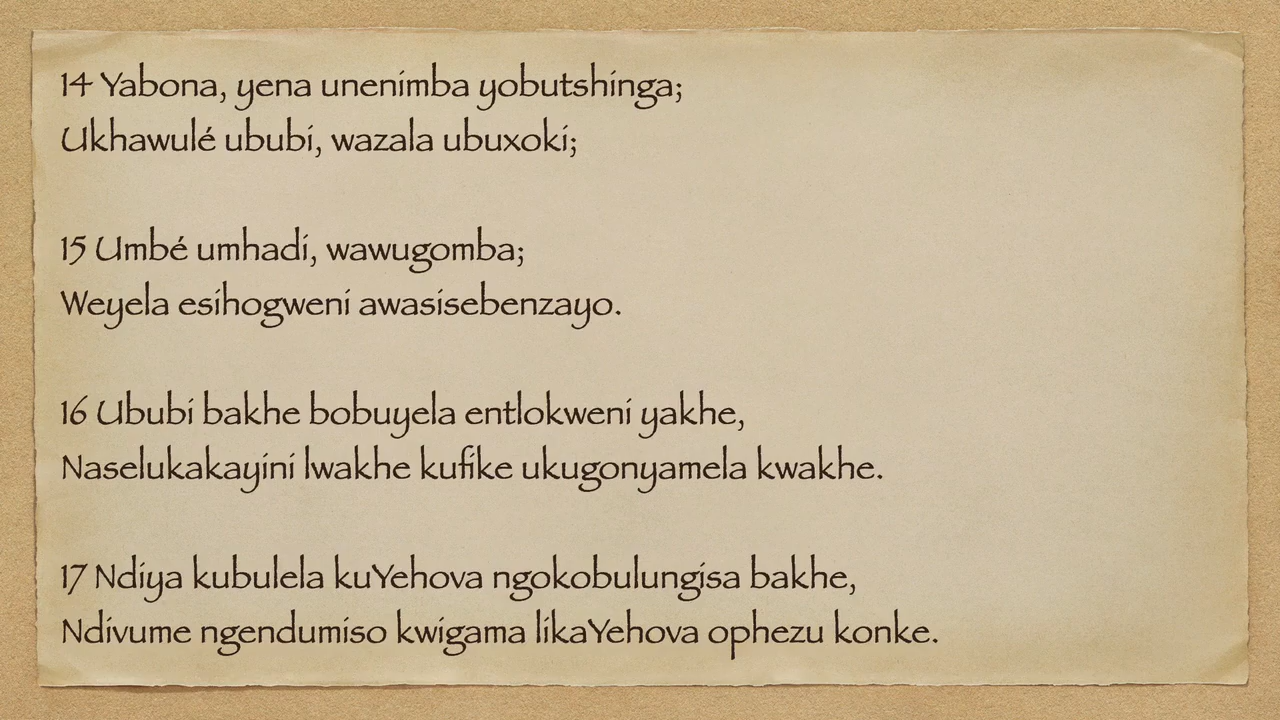 14 Yabona, yena unenimba yobutshinga;
Ukhawulé ububi, wazala ubuxoki;
15 Umbé umhadi, wawugomba;
Weyela esihogweni awasisebenzayo.
16 Ububi bakhe bobuyela entlokweni yakhe,
Naselukakayini lwakhe kufike ukugonyamela kwakhe.
17 Ndiya kubulela kuYehova ngokobulungisa bakhe,
Ndivume ngendumiso kwigama likaYehova ophezu konke.